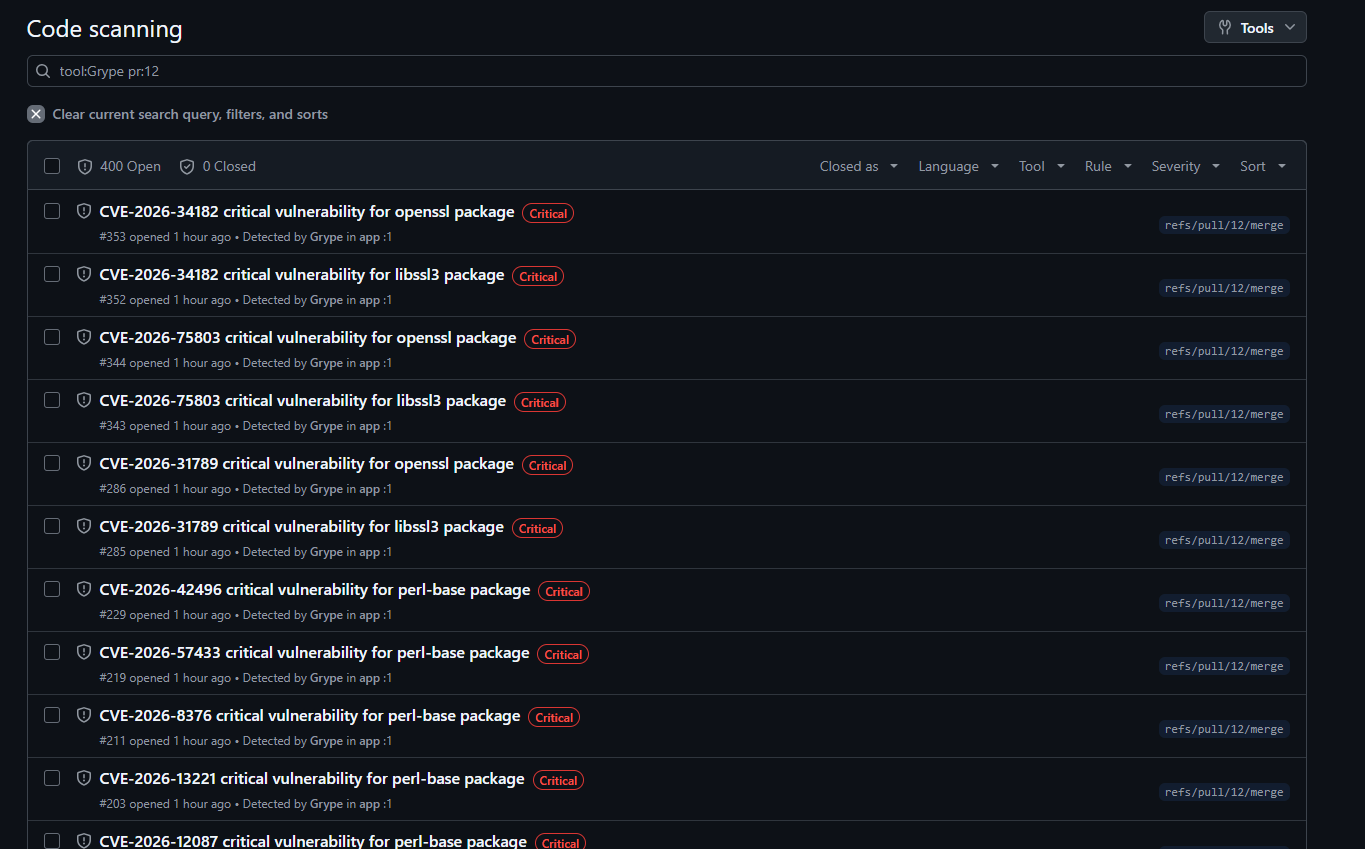 Code scanning
Tools
tool:Grype pr:12
Clear current search query, filters, and sorts
400 Open 0 Closed Closed as Language Tool Rule Severity Sort
CVE-2026-34182 critical vulnerability for openssl package Critical
#353 opened 1 hour ago • Detected by Grype in app :1
refs/pull/12/merge
CVE-2026-34182 critical vulnerability for libssl3 package Critical
#352 opened 1 hour ago • Detected by Grype in app :1
refs/pull/12/merge
CVE-2026-75803 critical vulnerability for openssl package Critical
#344 opened 1 hour ago • Detected by Grype in app :1
refs/pull/12/merge
CVE-2026-75803 critical vulnerability for libssl3 package Critical
#343 opened 1 hour ago • Detected by Grype in app :1
refs/pull/12/merge
CVE-2026-31789 critical vulnerability for openssl package Critical
#286 opened 1 hour ago • Detected by Grype in app :1
refs/pull/12/merge
CVE-2026-31789 critical vulnerability for libssl3 package Critical
#285 opened 1 hour ago • Detected by Grype in app :1
refs/pull/12/merge
CVE-2026-42496 critical vulnerability for perl-base package Critical
#229 opened 1 hour ago • Detected by Grype in app :1
refs/pull/12/merge
CVE-2026-57433 critical vulnerability for perl-base package Critical
#219 opened 1 hour ago • Detected by Grype in app :1
refs/pull/12/merge
CVE-2026-8376 critical vulnerability for perl-base package Critical
#211 opened 1 hour ago • Detected by Grype in app :1
refs/pull/12/merge
CVE-2026-13221 critical vulnerability for perl-base package Critical
#203 opened 1 hour ago • Detected by Grype in app :1
refs/pull/12/merge
CVE-2026-12087 critical vulnerability for perl-base package Critical